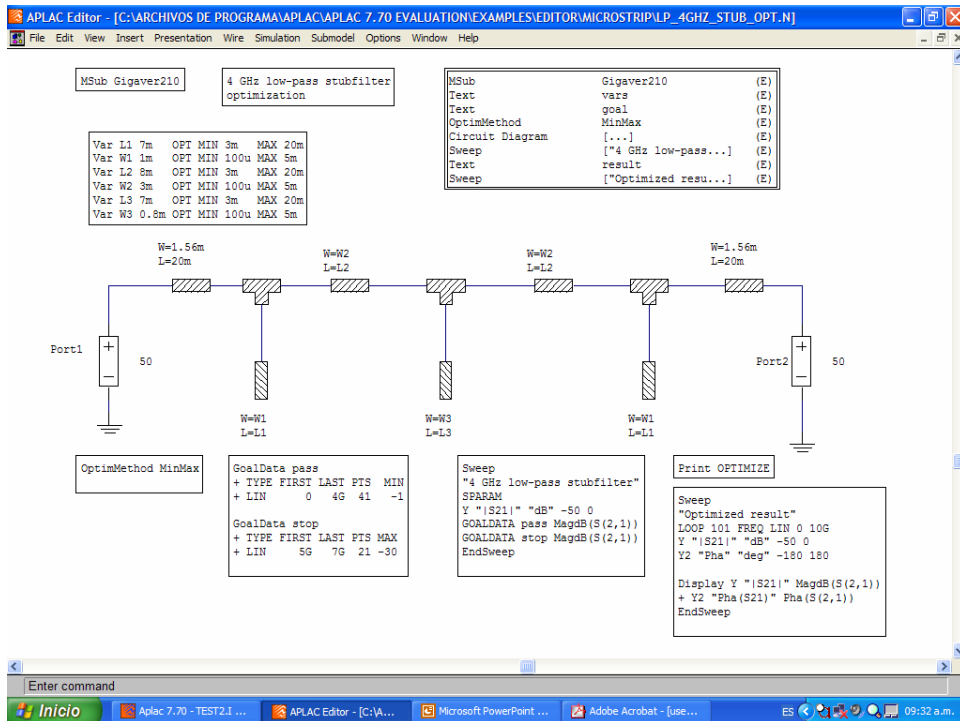 APLAC Editor - [C:\ARCHIVOS DE PROGRAMA\APLAC\APLAC 7.70 EVALUATION\EXAMPLES\EDITOR\MICROSTRIP\LP_4GHZ_STUB_OPT.N]
File Edit View Insert Presentation Wire Simulation Submodel Options Window Help
MSub Gigaver210
4 GHz low-pass stubfilter
optimization
MSub Gigaver210 (E)
Text vars (E)
Text goal (E)
OptimMethod MinMax (E)
Circuit Diagram [...] (E)
Sweep ["4 GHz low-pass...] (E)
Text result (E)
Sweep ["Optimized resu...] (E)
Var L1 7m OPT MIN 3m MAX 20m
Var W1 1m OPT MIN 100u MAX 5m
Var L2 8m OPT MIN 3m MAX 20m
Var W2 3m OPT MIN 100u MAX 5m
Var L3 7m OPT MIN 3m MAX 20m
Var W3 0.8m OPT MIN 100u MAX 5m
W=1.56m
L=20m
W=W2
L=L2
W=W2
L=L2
W=1.56m
L=20m
Port1
50
Port2
50
W=W1
L=L1
W=W3
L=L3
W=W1
L=L1
OptimMethod MinMax
GoalData pass
+ TYPE FIRST LAST PTS MIN
+ LIN 0 4G 41 -1
GoalData stop
+ TYPE FIRST LAST PTS MAX
+ LIN 5G 7G 21 -30
Sweep
"4 GHz low-pass stubfilter"
SPARAM
Y "|S21|" "dB" -50 0
GOALDATA pass MagdB(S(2,1))
GOALDATA stop MagdB(S(2,1))
EndSweep
Print OPTIMIZE
Sweep
"Optimized result"
LOOP 101 FREQ LIN 0 10G
Y "|S21|" "dB" -50 0
Y2 "Pha" "deg" -180 180
Display Y "|S21|" MagdB(S(2,1))
+ Y2 "Pha(S21)" Pha(S(2,1))
EndSweep
Enter command
Inicio
Aplac 7.70 - TEST2.I ...
APLAC Editor - [C:\A...
Microsoft PowerPoint ...
Adobe Acrobat - [use...
ES
09:32 a.m.